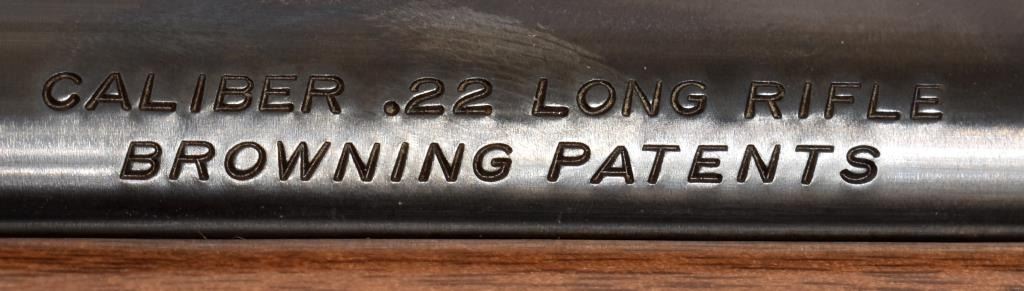 CALIBER .22 LONG RIFLE
BROWNING PATENTS